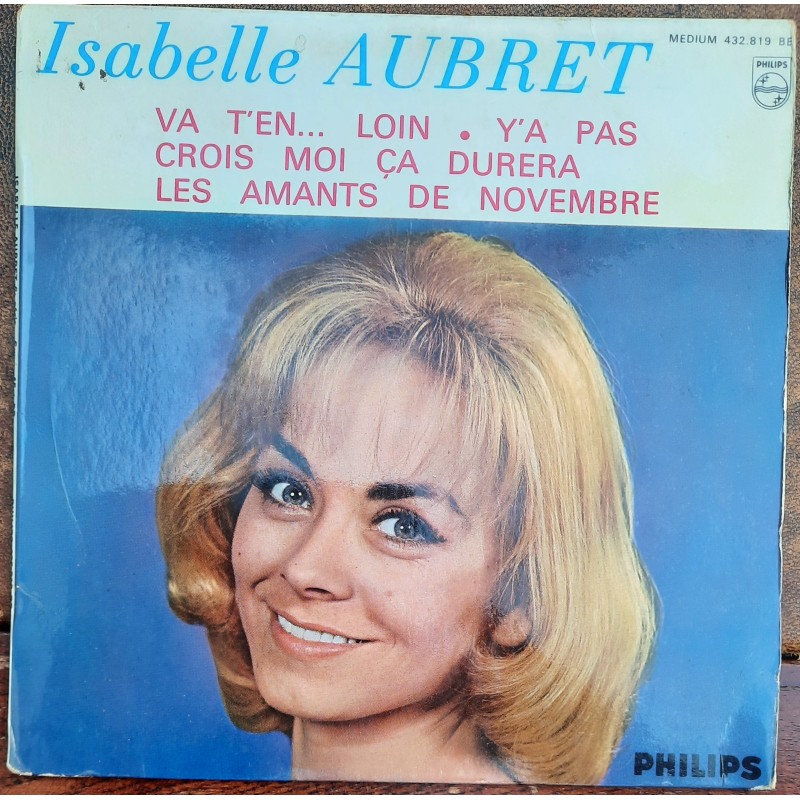 Isabelle AUBRET
MEDIUM 432.819 BE
PHILIPS
VA T'EN... LOIN • Y'A PAS
CROIS MOI ÇA DURERA
LES AMANTS DE NOVEMBRE
PHILIPS